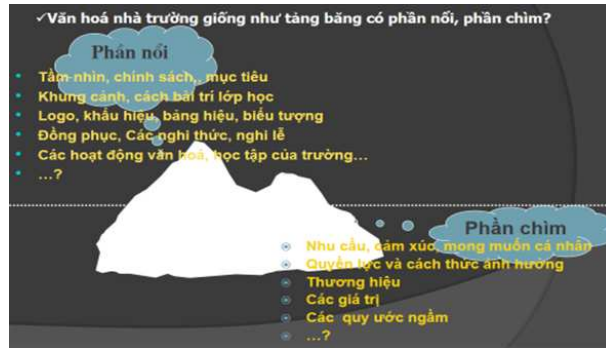 ✓Văn hoá nhà trường giống như tảng băng có phần nổi, phần chìm?
Phần nổi
• Tầm nhìn, chính sách,. mục tiêu
• Khung cảnh, cách bài trí lớp học
• Logo, khẩu hiệu, bảng hiệu, biểu tượng
• Đồng phục, Các nghi thức, nghi lễ
• Các hoạt động văn hoá, học tập của trường...
• ...?
Phần chìm
Nhu cầu, cảm xúc, mong muốn cá nhân
Quyền lực và cách thức ảnh hưởng
Thương hiệu
Các giá trị
Các quy ước ngầm
...?